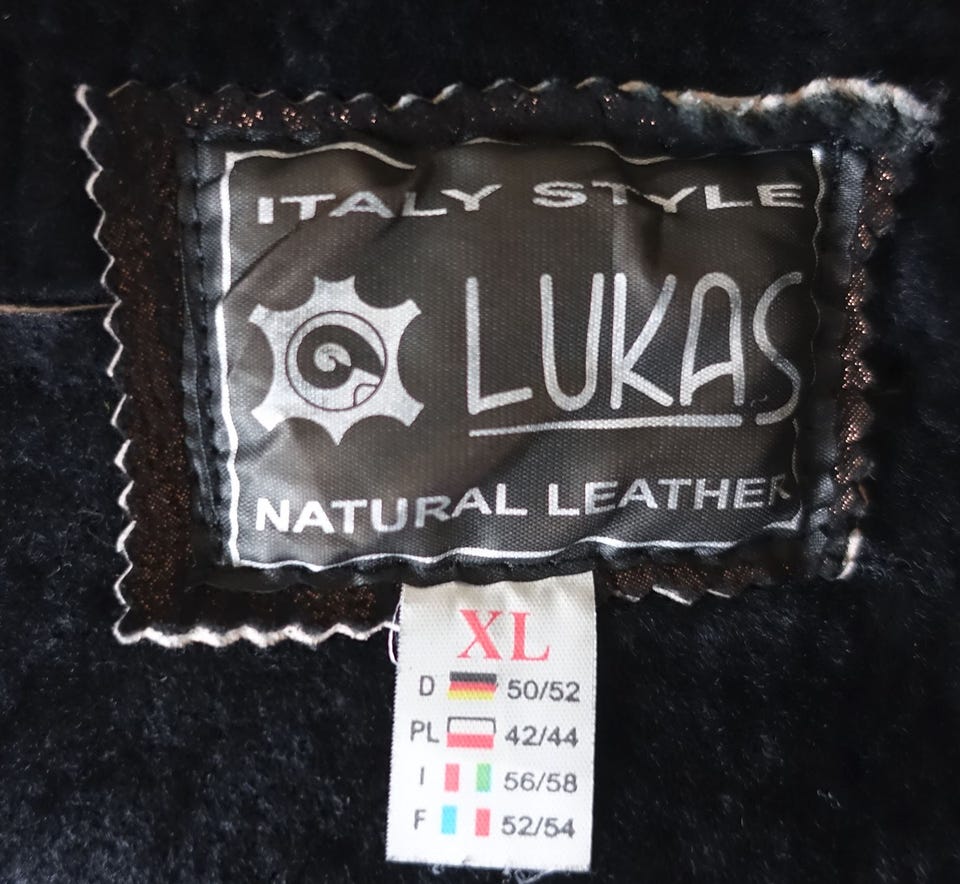 ITALY STYLE
LUKAS
NATURAL LEATHER
XL
D 50/52
PL 42/44
I 56/58
F 52/54